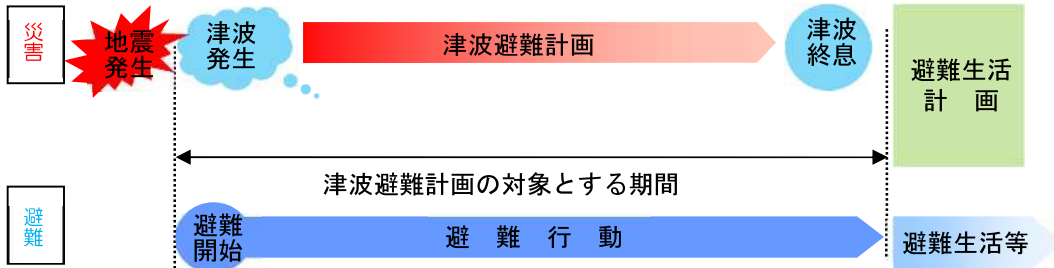 災害
地震
発生
津波
発生
津波避難計画
津波
終息
避難生活
計　画
津波避難計画の対象とする期間
避難
避難
開始
避　難　行　動
避難生活等